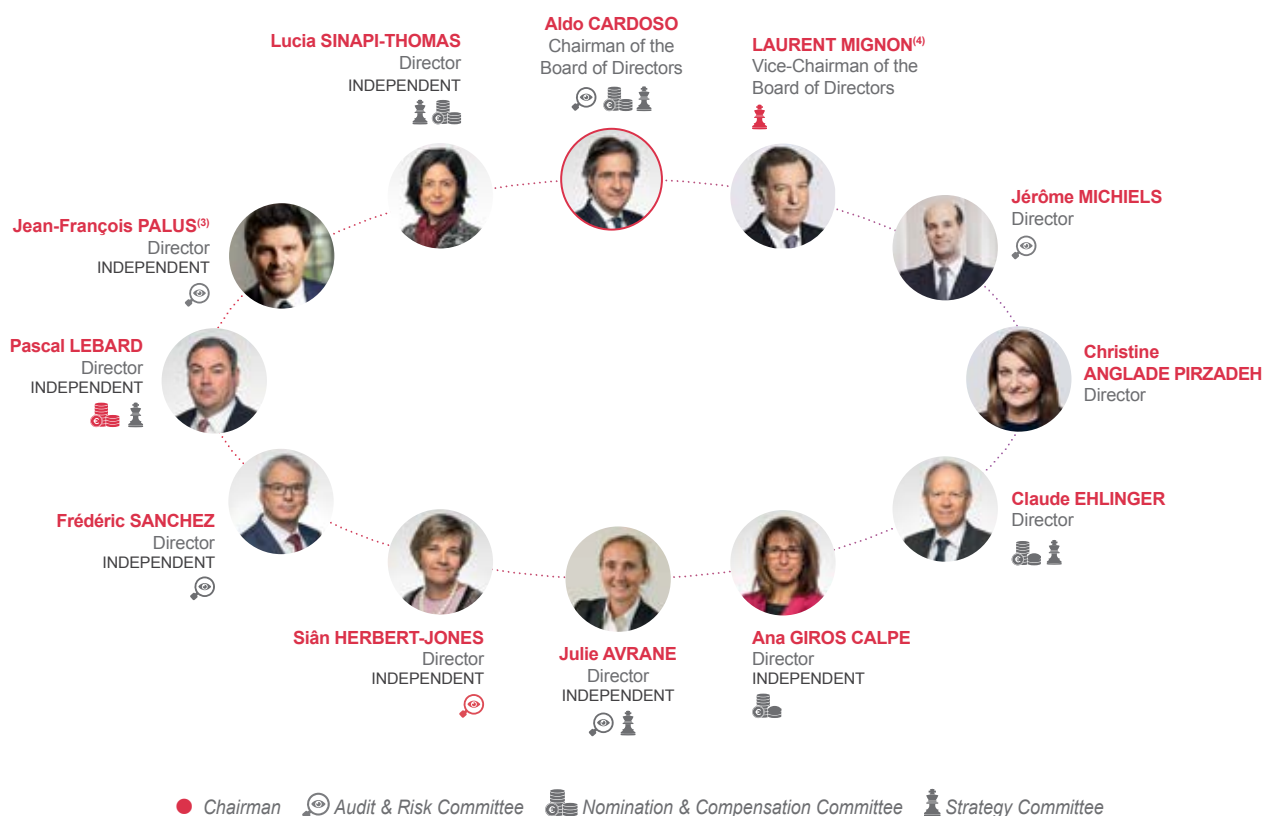 Aldo CARDOSO
Chairman of the
Board of Directors
LAURENT MIGNON(4)
Vice-Chairman of the
Board of Directors
Jérôme MICHIELS
Director
Christine
ANGLADE PIRZADEH
Director
Claude EHLINGER
Director
Ana GIROS CALPE
Director
INDEPENDENT
Julie AVRANE
Director
INDEPENDENT
Siân HERBERT-JONES
Director
INDEPENDENT
Frédéric SANCHEZ
Director
INDEPENDENT
Pascal LEBARD
Director
INDEPENDENT
Jean-François PALUS(3)
Director
INDEPENDENT
Lucia SINAPI-THOMAS
Director
INDEPENDENT
Chairman Audit & Risk Committee Nomination & Compensation Committee Strategy Committee